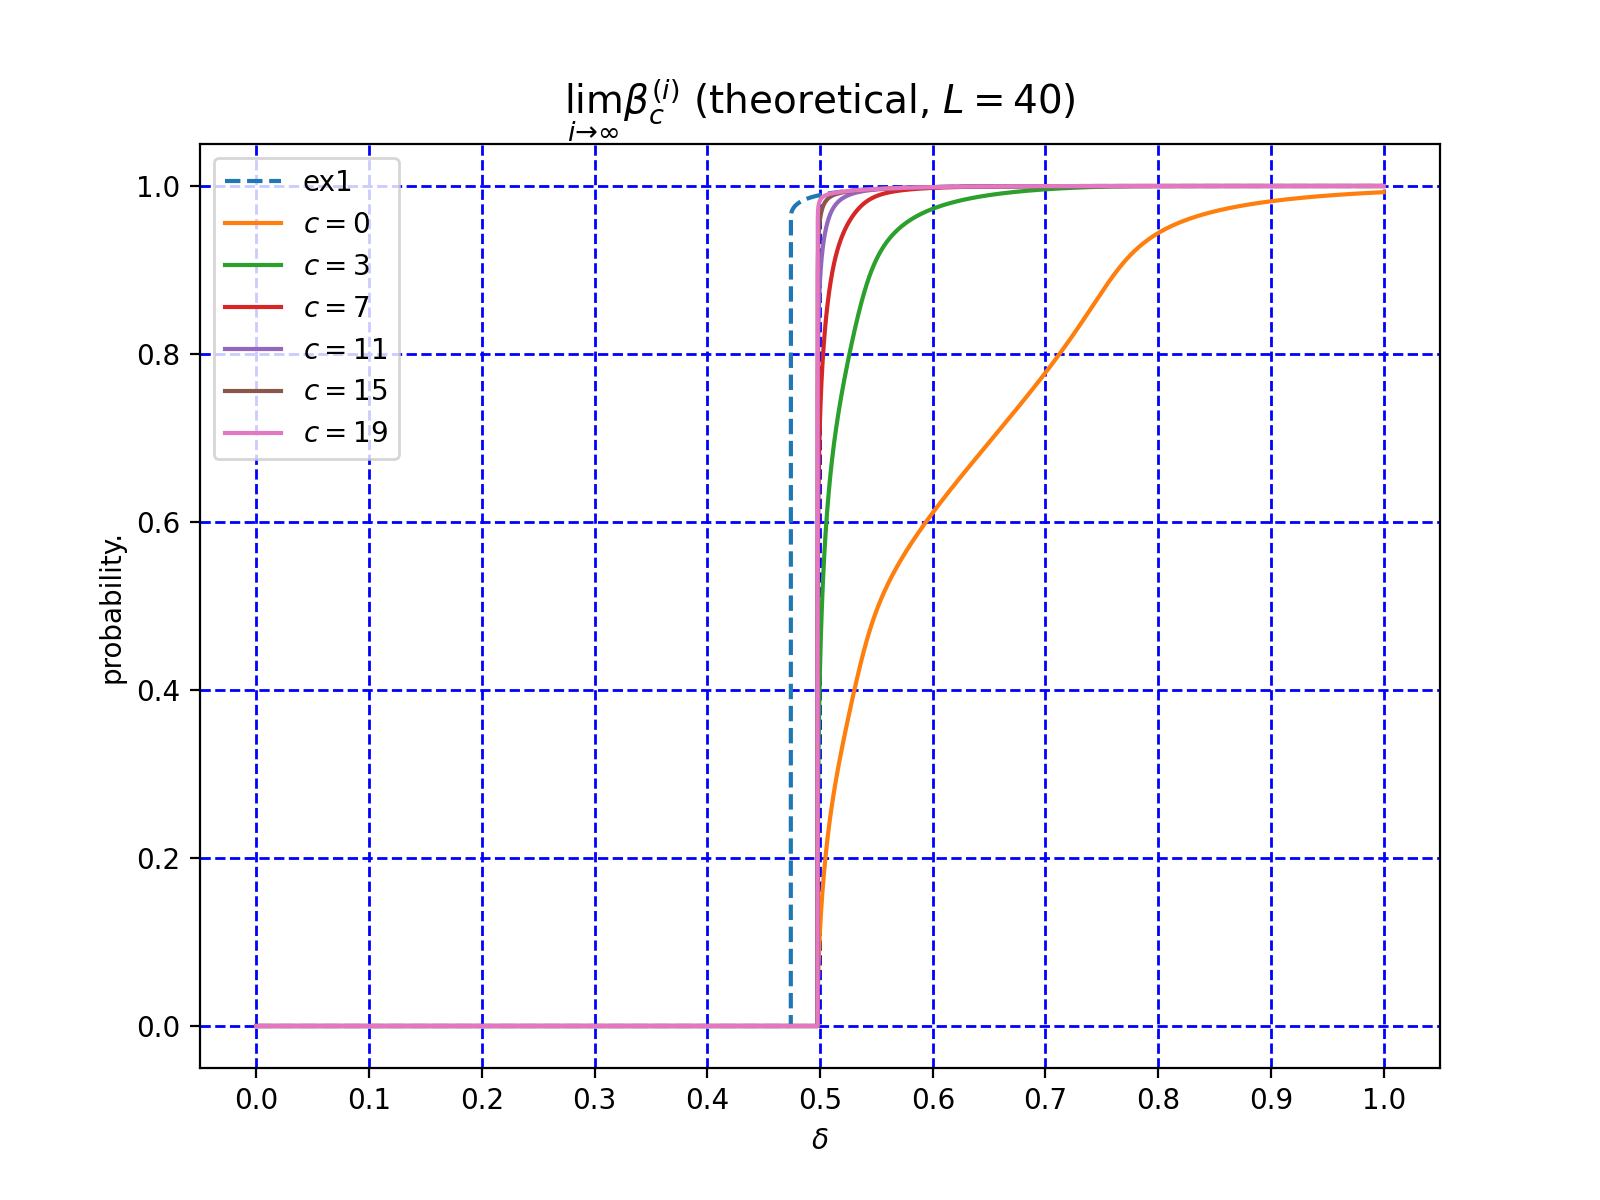 lim β_c^(i) (theoretical, L = 40)
i→∞
ex1
c = 0
c = 3
c = 7
c = 11
c = 15
c = 19
probability.
1.0
0.8
0.6
0.4
0.2
0.0
0.0 0.1 0.2 0.3 0.4 0.5 0.6 0.7 0.8 0.9 1.0
δ